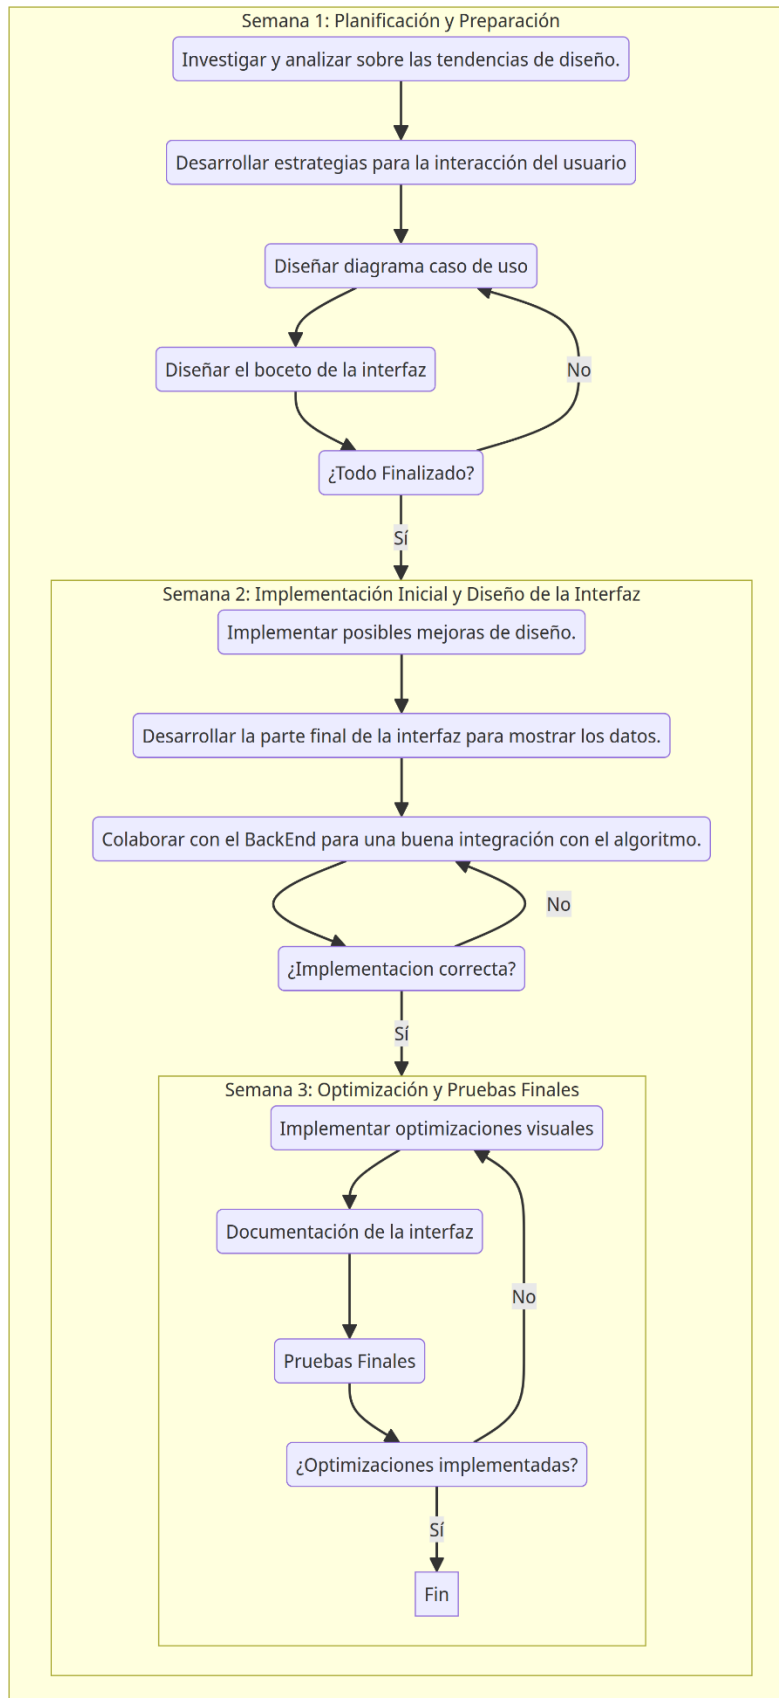 Semana 1: Planificación y Preparación
Investigar y analizar sobre las tendencias de diseño.
Desarrollar estrategias para la interacción del usuario
Diseñar diagrama caso de uso
Diseñar el boceto de la interfaz
No
¿Todo Finalizado?
Sí
Semana 2: Implementación Inicial y Diseño de la Interfaz
Implementar posibles mejoras de diseño.
Desarrollar la parte final de la interfaz para mostrar los datos.
Colaborar con el BackEnd para una buena integración con el algoritmo.
No
¿Implementacion correcta?
Sí
Semana 3: Optimización y Pruebas Finales
Implementar optimizaciones visuales
Documentación de la interfaz
No
Pruebas Finales
¿Optimizaciones implementadas?
Sí
Fin